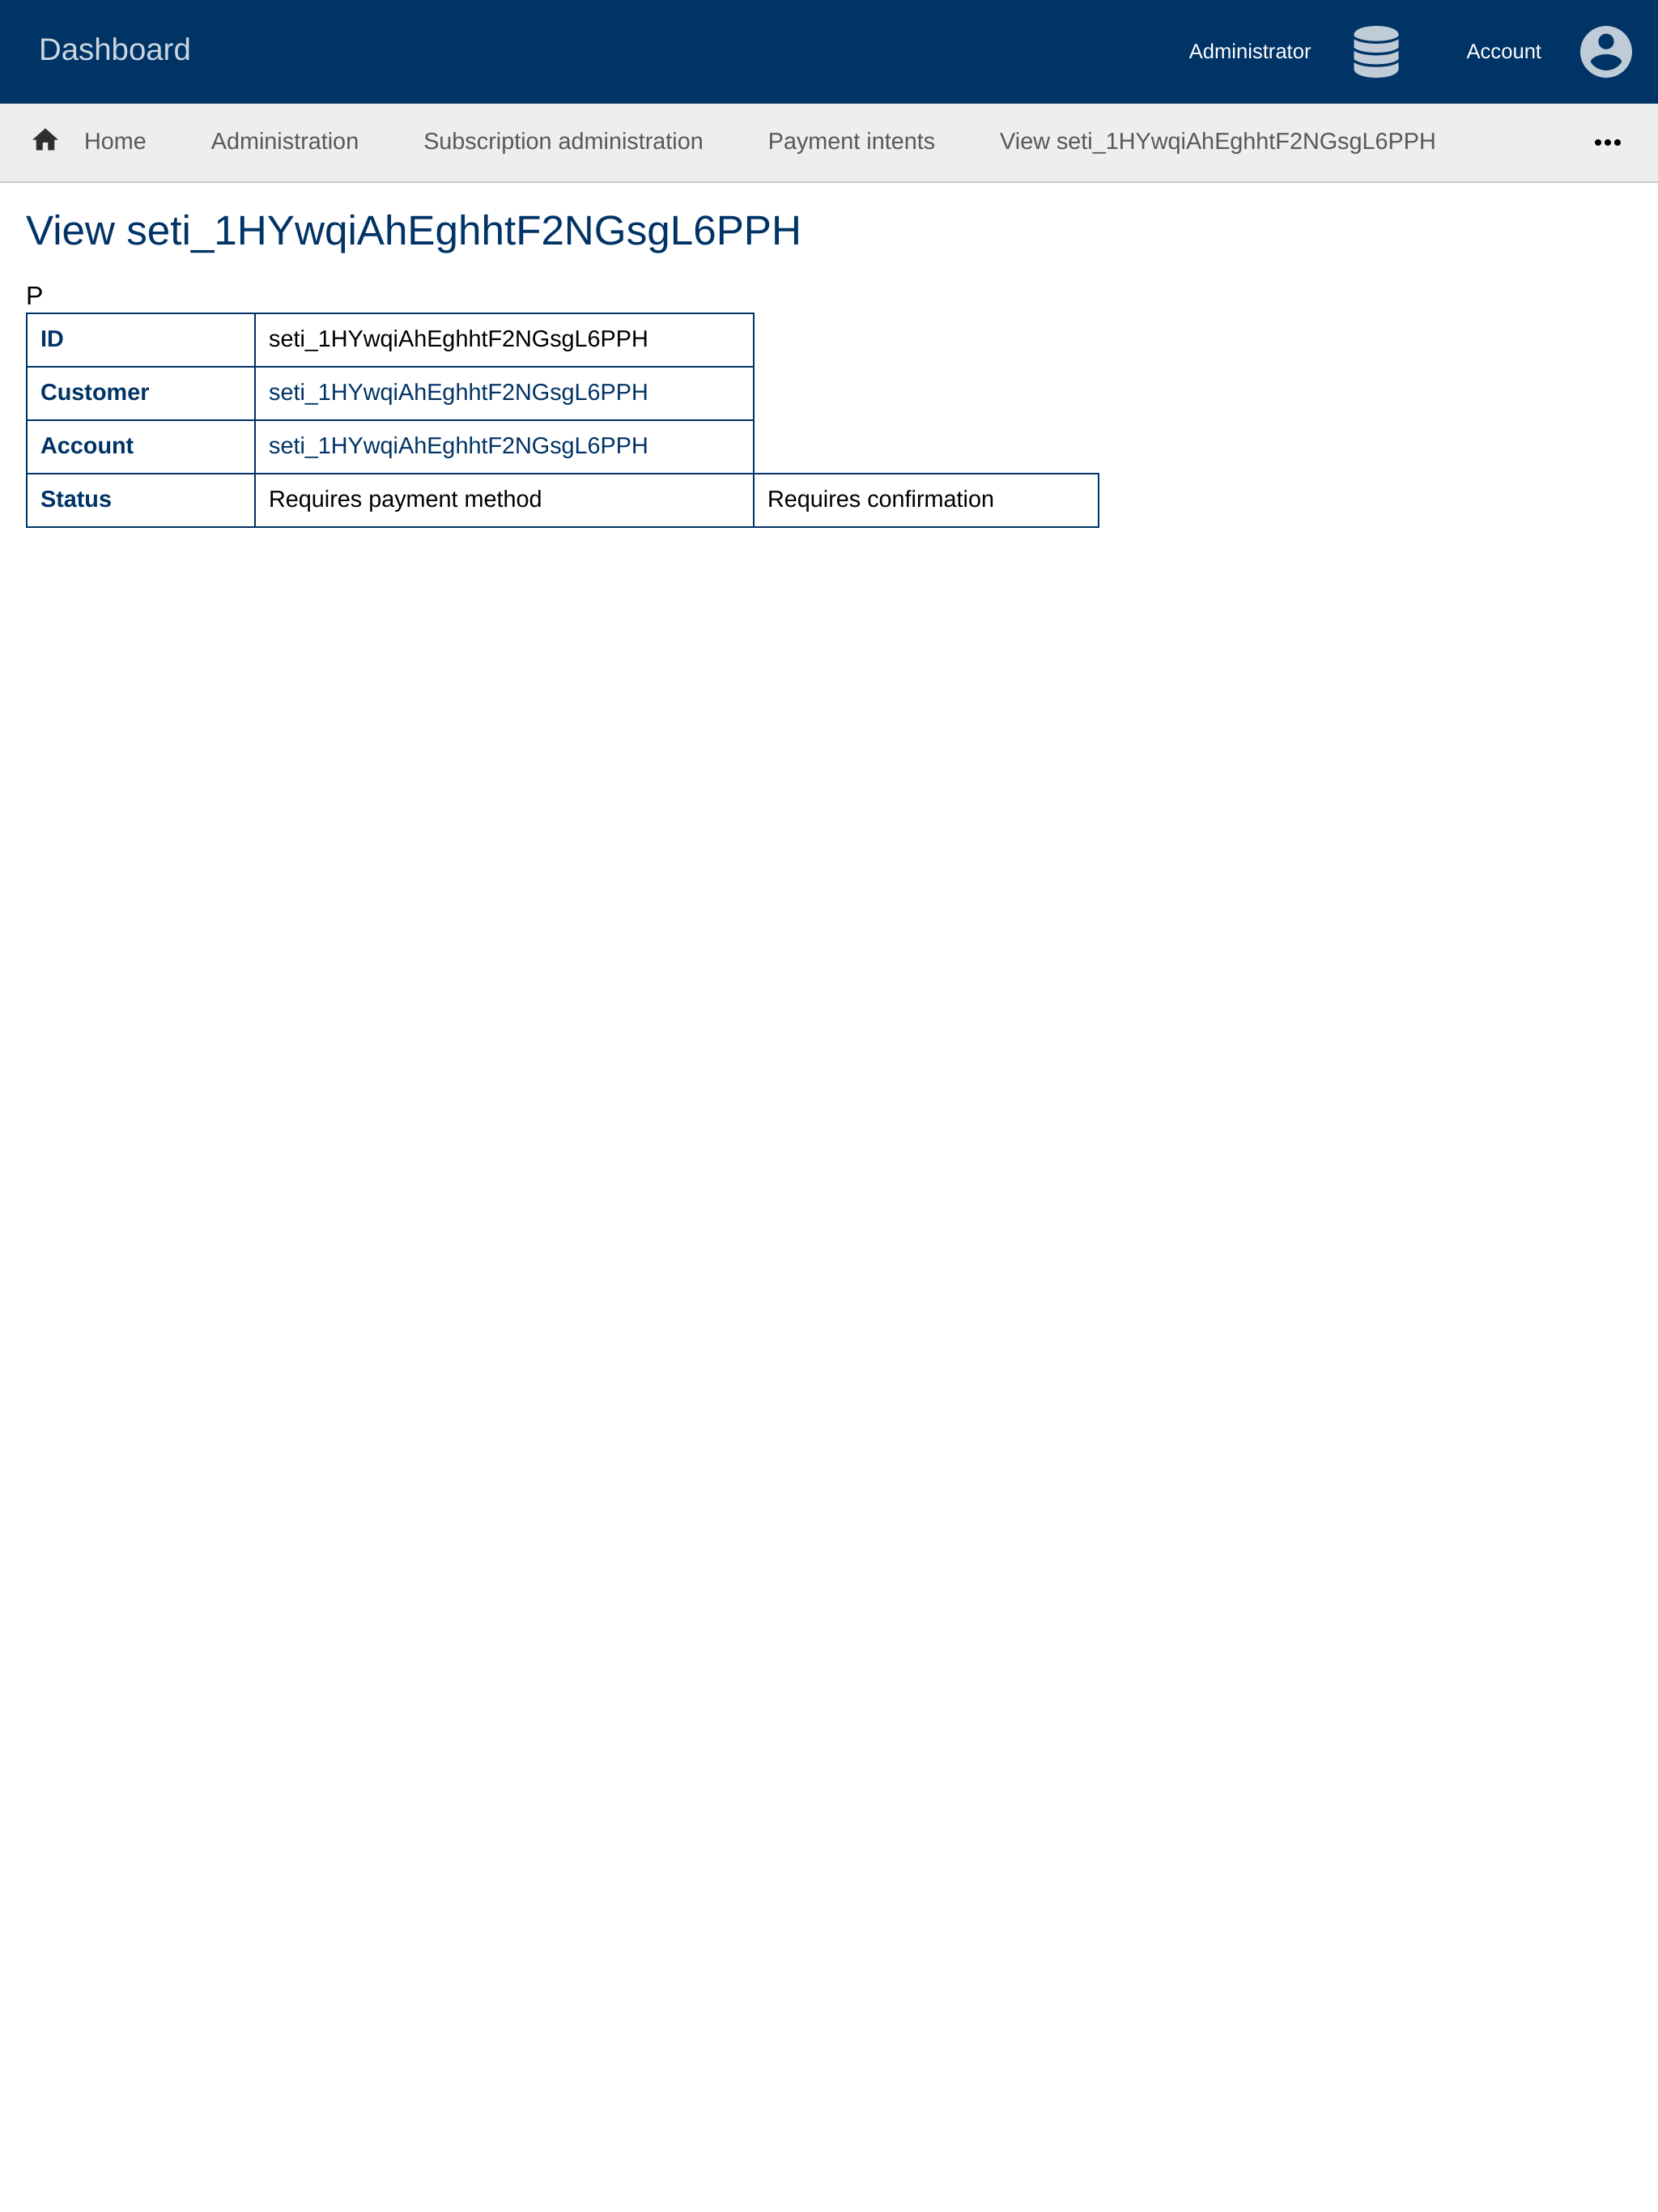 Dashboard Administrator Account
Home Administration Subscription administration Payment intents View seti_1HYwqiAhEghhtF2NGsgL6PPH
View seti_1HYwqiAhEghhtF2NGsgL6PPH
P
ID seti_1HYwqiAhEghhtF2NGsgL6PPH
Customer seti_1HYwqiAhEghhtF2NGsgL6PPH
Account seti_1HYwqiAhEghhtF2NGsgL6PPH
Status Requires payment method Requires confirmation